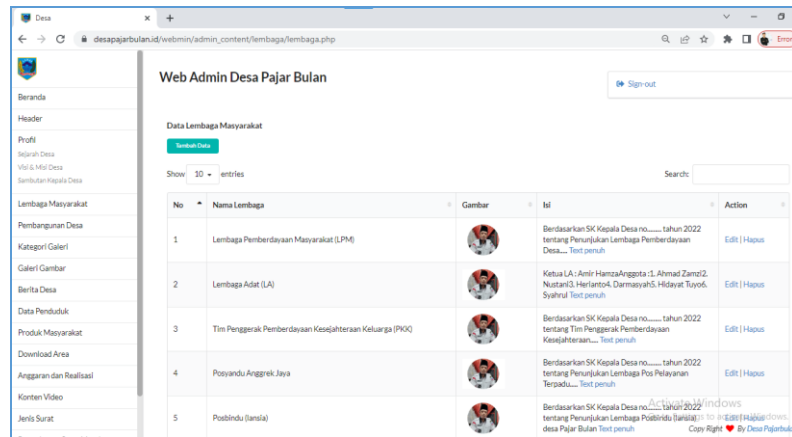 Desa
desapajarbulan.id/webmin/admin_content/lembaga/lembaga.php
Error
Web Admin Desa Pajar Bulan
Sign-out
Beranda
Header
Profil
Sejarah Desa
Visi & Misi Desa
Sambutan Kepala Desa
Lembaga Masyarakat
Pembangunan Desa
Kategori Galeri
Galeri Gambar
Berita Desa
Data Penduduk
Produk Masyarakat
Download Area
Anggaran dan Realisasi
Konten Video
Jenis Surat
Data Lembaga Masyarakat
Tambah Data
Show 10 entries
Search:
No Nama Lembaga Gambar Isi Action
1 Lembaga Pemberdayaan Masyarakat (LPM)
Berdasarkan SK Kepala Desa no........ tahun 2022
tentang Penunjukan Lembaga Pemberdayaan
Desa.... Text penuh
Edit | Hapus
2 Lembaga Adat (LA)
Ketua LA : Amir HamzaAnggota :1. Ahmad Zamzi2.
Nustani3. Herianto4. Darmasyah5. Hidayat Tuyo6.
Syahrul Text penuh
Edit | Hapus
3 Tim Penggerak Pemberdayaan Kesejahteraan Keluarga (PKK)
Berdasarkan SK Kepala Desa no........ tahun 2022
tentang Tim Penggerak Pemberdayaan
Kesejahteraan.... Text penuh
Edit | Hapus
4 Posyandu Anggrek Jaya
Berdasarkan SK Kepala Desa no........ tahun 2022
tentang Penunjukan Lembaga Pos Pelayanan
Terpadu.... Text penuh
Edit | Hapus
5 Posbindu (lansia)
Berdasarkan SK Kepala Desa no........ tahun 2022
tentang Penunjukan Lembaga Posbindu (lansia)
desa Pajar Bulan Text penuh
Edit | Hapus
Activate Windows
Copy Right By Desa Pajarbula